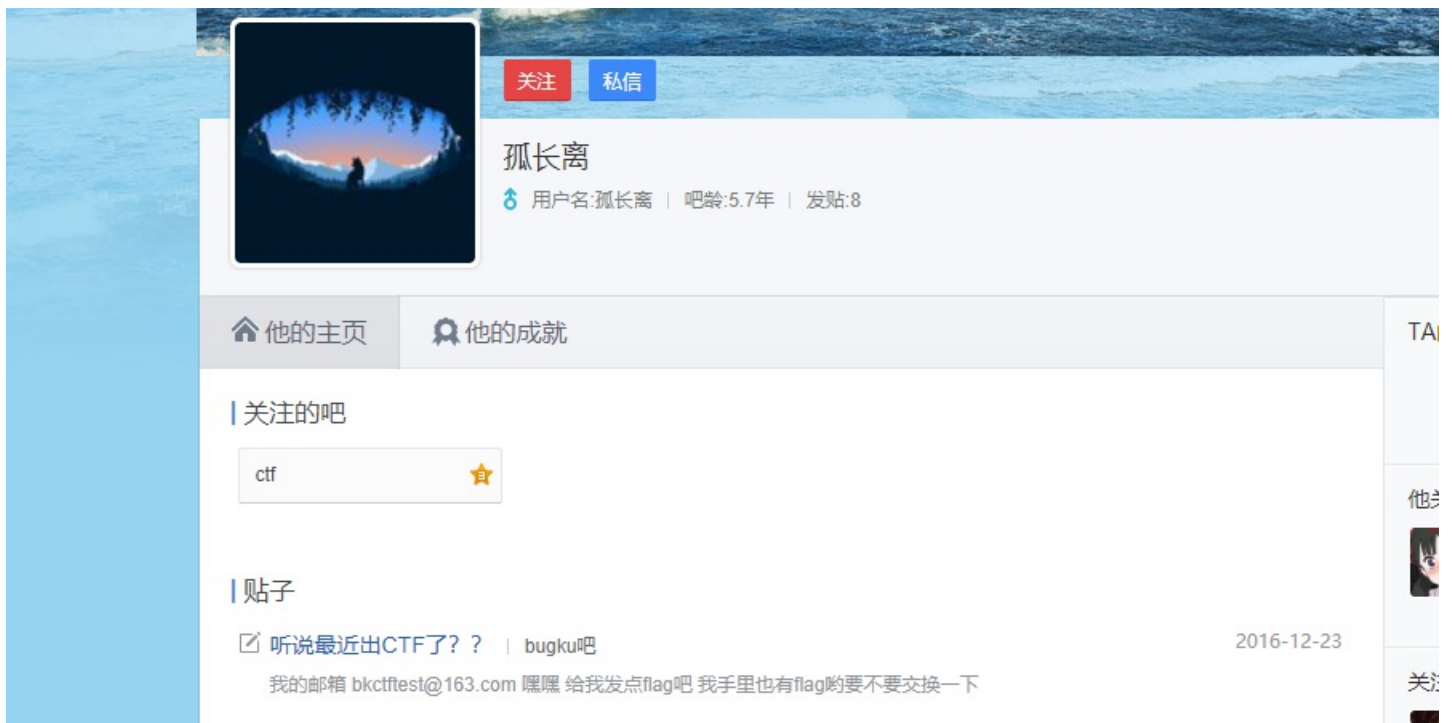 关注 私信
孤长离
用户名:孤长离 | 吧龄:5.7年 | 发贴:8
他的主页 他的成就
TA
关注的吧
ctf
贴子
听说最近出CTF了？？ | bugku吧 2016-12-23
我的邮箱 bkctftest@163.com 嘿嘿 给我发点flag吧 我手里也有flag哟要不要交换一下